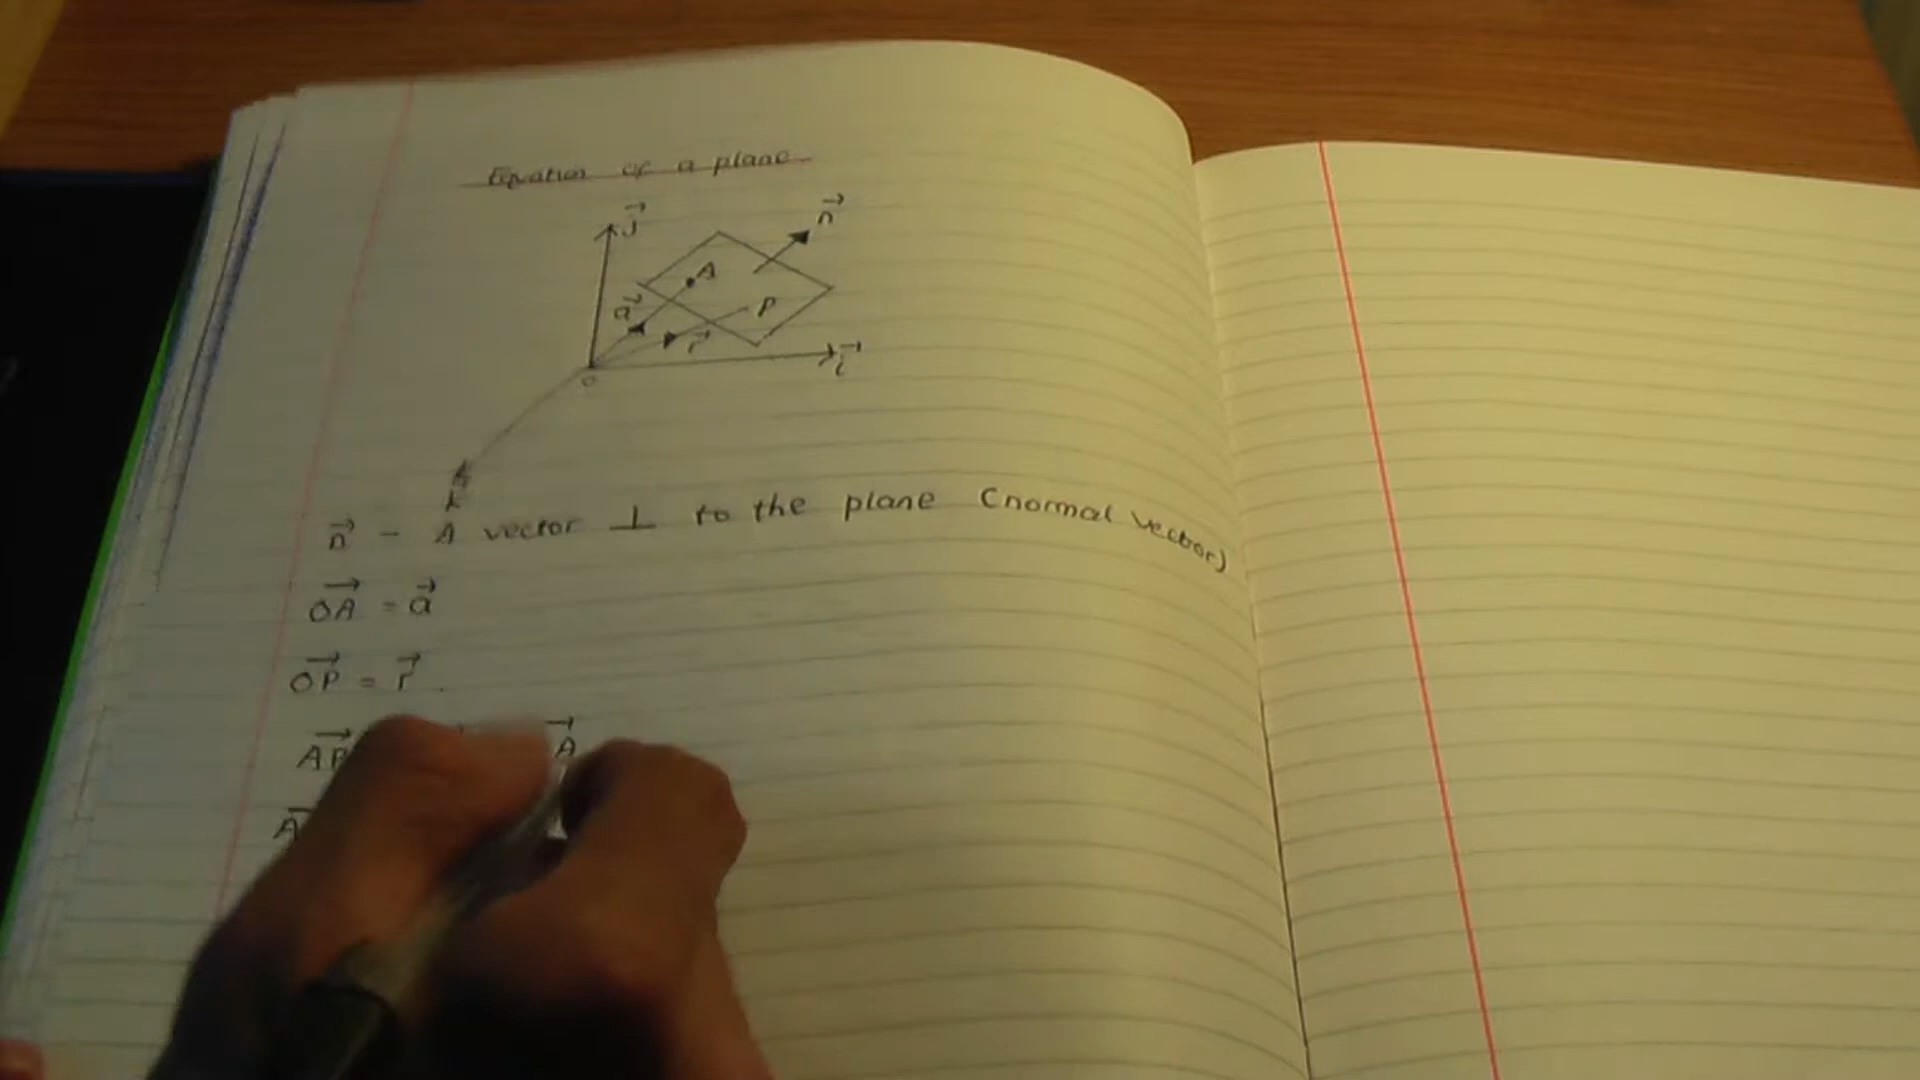 Equation of a plane
j⃗
n⃗
A
a⃗
P
r⃗
i⃗
O
k
n⃗ - A vector ⊥ to the plane (normal vector)
OA⃗ = a⃗
OP⃗ = r⃗.
AP⃗ A⃗
A